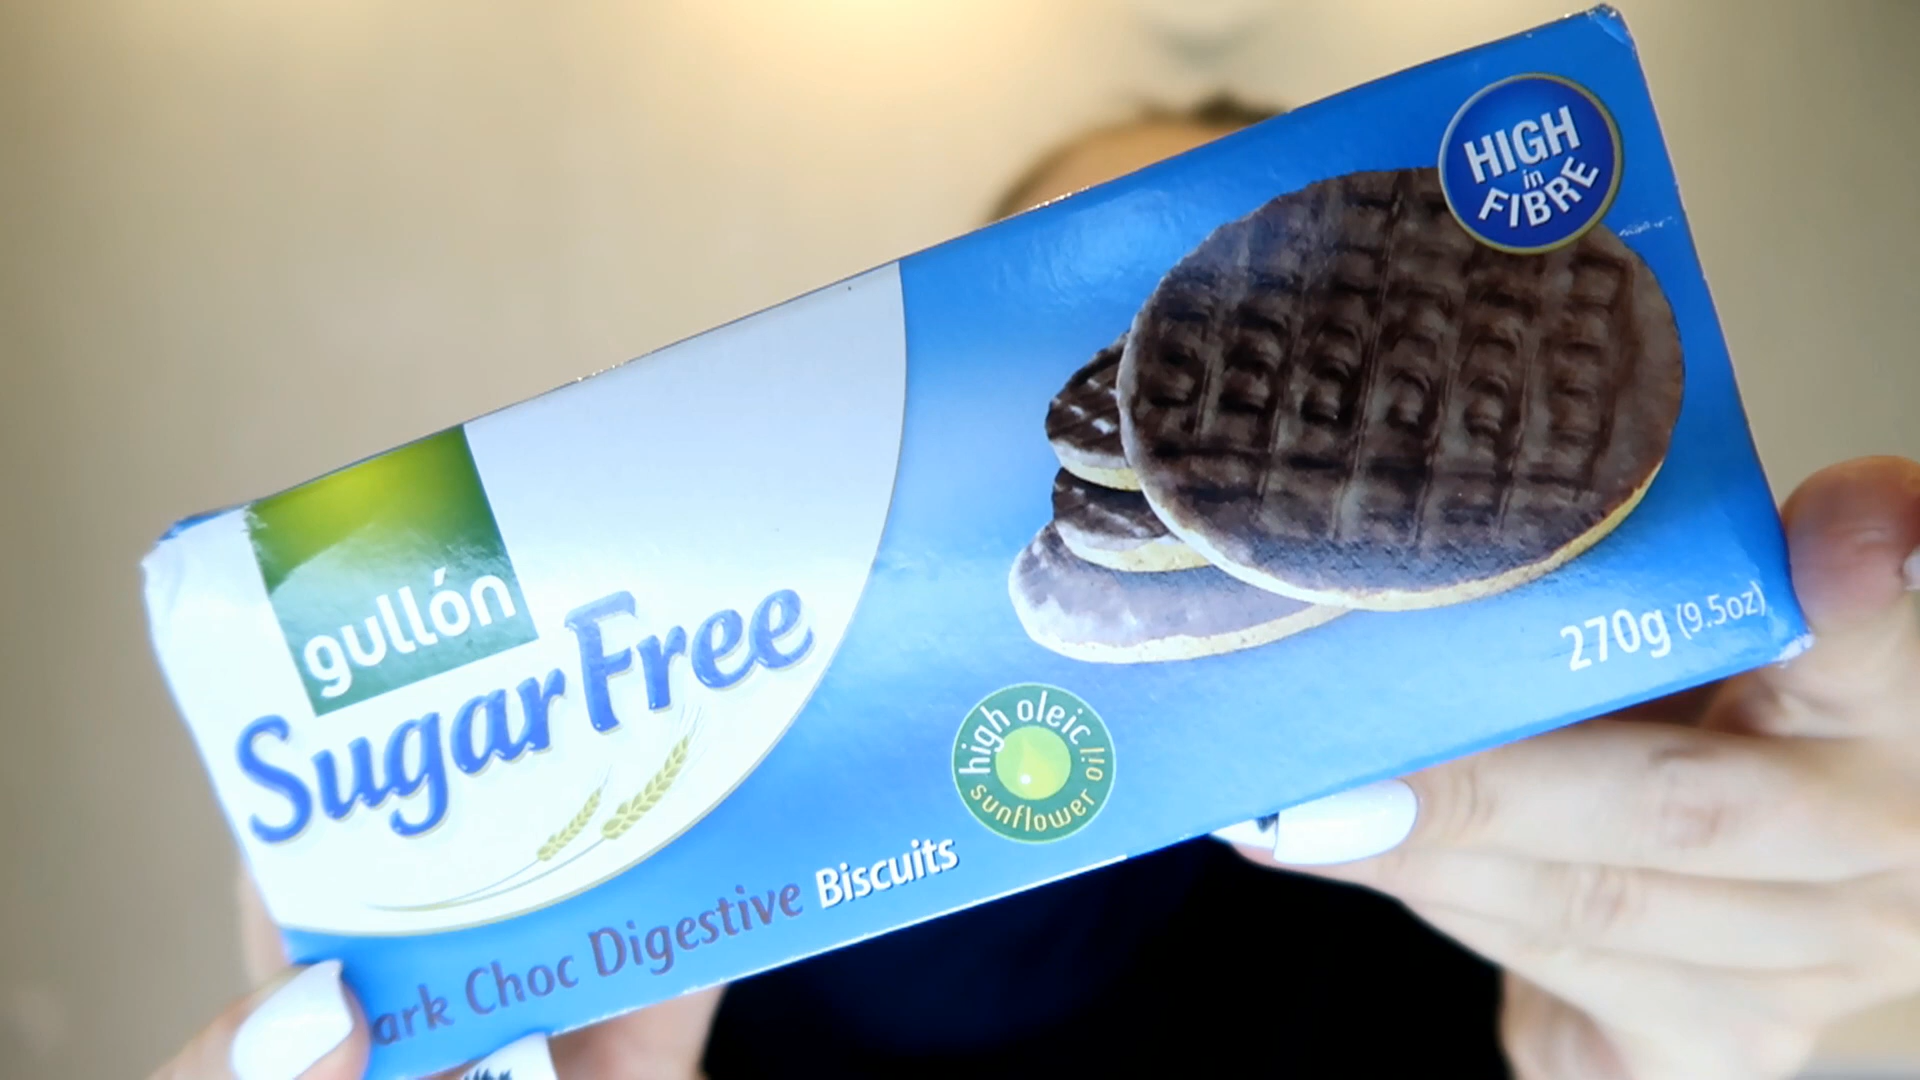 HIGH
in
FIBRE
gullón
Sugar Free
270g (9.5oz)
high oleic
sunflower oil
ark Choc Digestive Biscuits